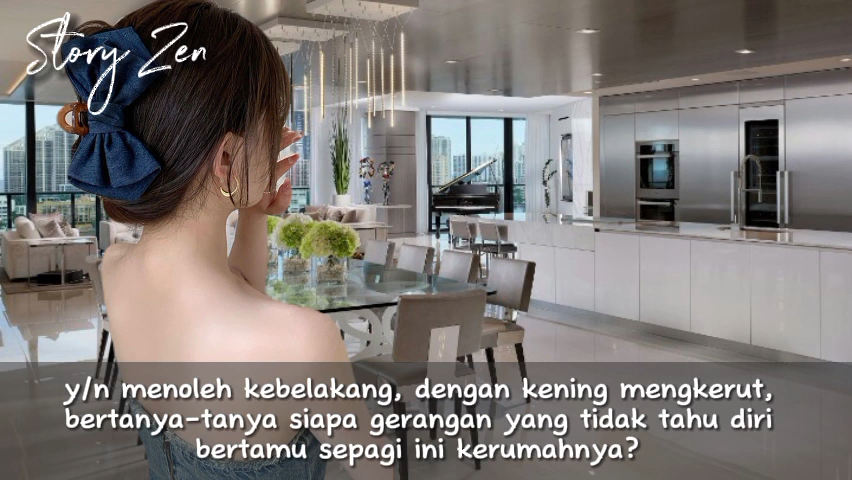 Story Zen
y/n menoleh kebelakang, dengan kening mengkerut,
bertanya-tanya siapa gerangan yang tidak tahu diri
bertamu sepagi ini kerumahnya?